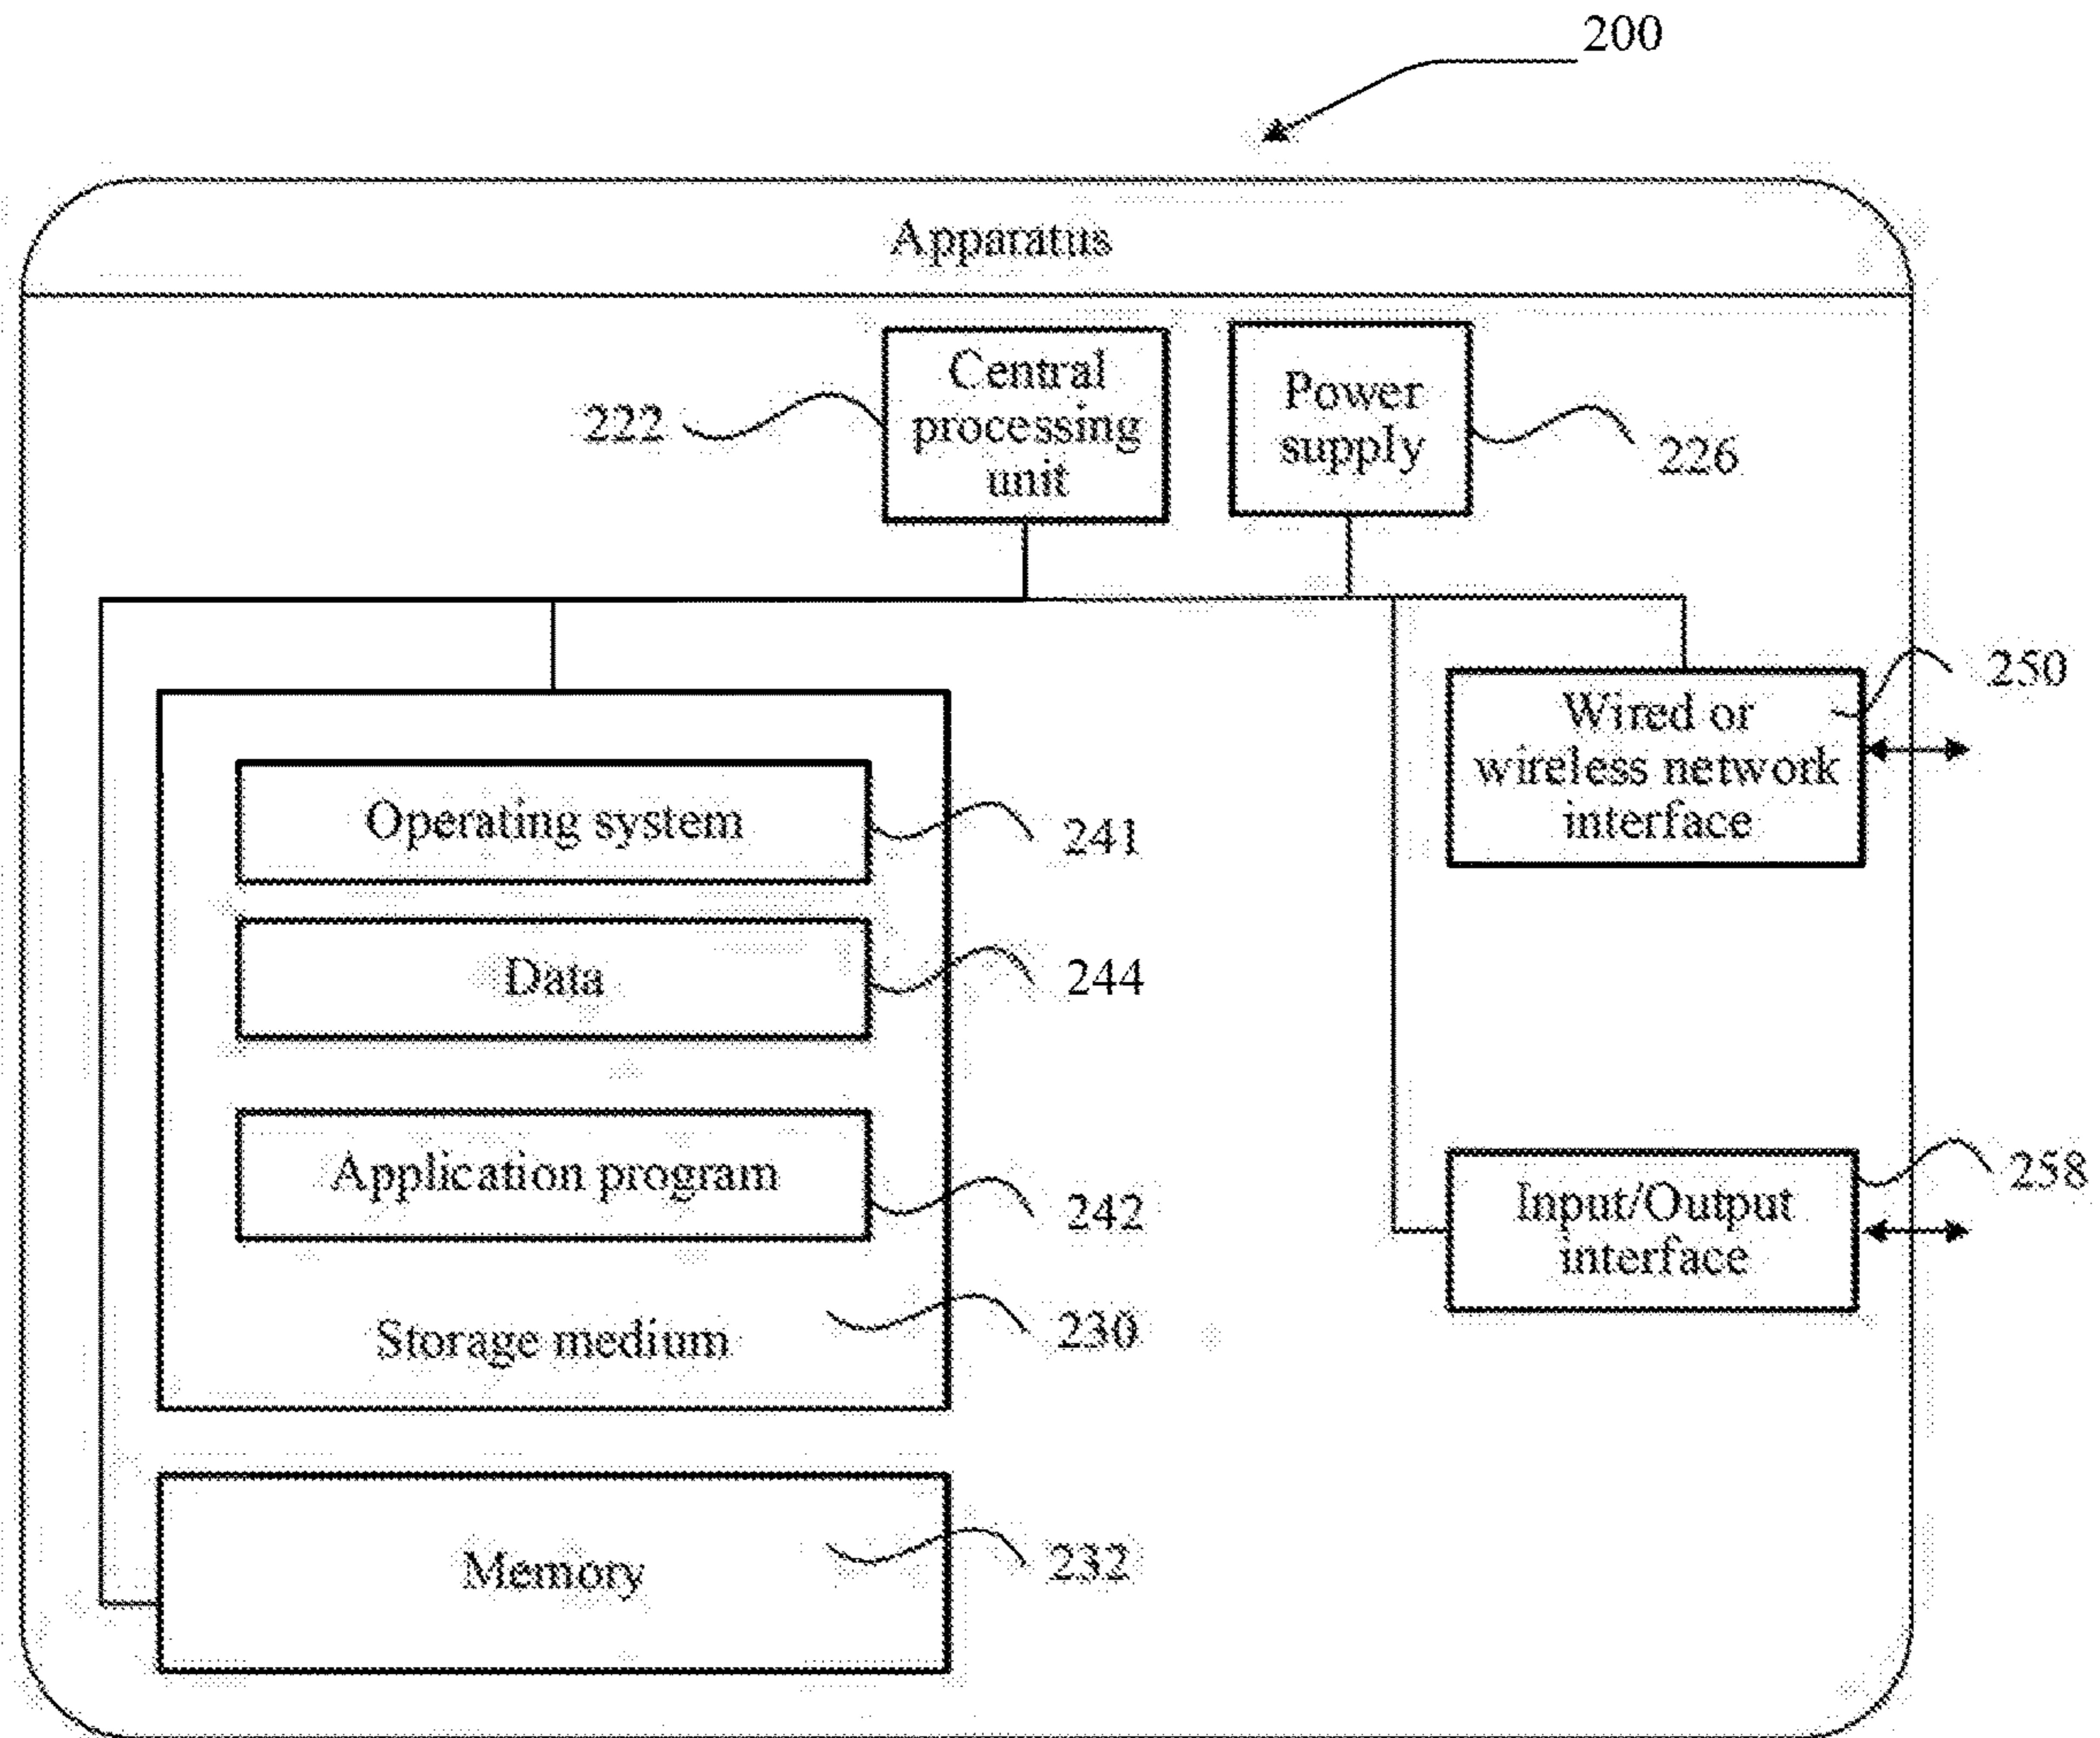 200
Apparatus
Central
processing
unit
222
Power
supply
226
Wired or
wireless network
interface
250
Operating system
241
Data
244
Application program
242
Storage medium
230
Input/Output
interface
258
Memory
232